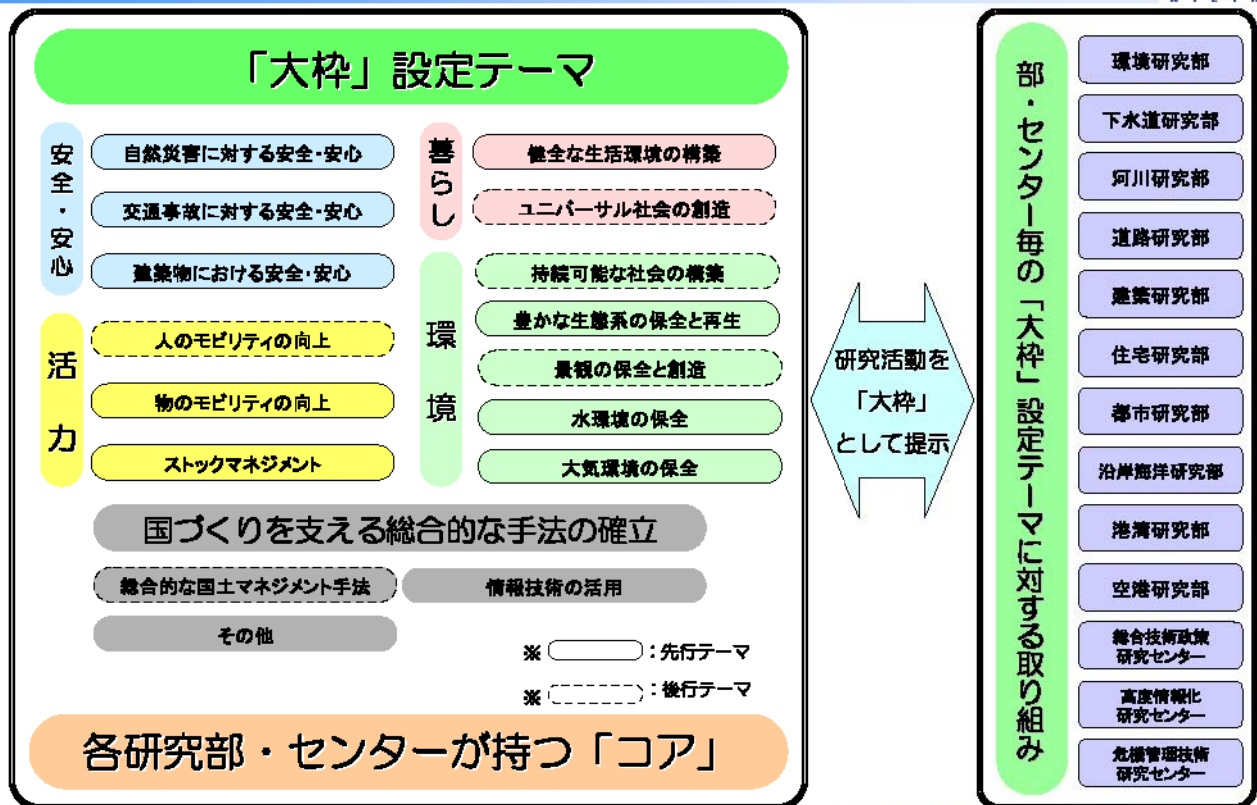 「大枠」設定テーマ
安全・安心
自然災害に対する安全・安心
交通事故に対する安全・安心
建築物における安全・安心
活力
人のモビリティの向上
物のモビリティの向上
ストックマネジメント
暮らし
健全な生活環境の構築
ユニバーサル社会の創造
環境
持続可能な社会の構築
豊かな生態系の保全と再生
景観の保全と創造
水環境の保全
大気環境の保全
国づくりを支える総合的な手法の確立
総合的な国土マネジメント手法
情報技術の活用
その他
※ :先行テーマ
※ :後行テーマ
各研究部・センターが持つ「コア」
研究活動を
「大枠」
として提示
部・センター毎の「大枠」設定テーマに対する取り組み
環境研究部
下水道研究部
河川研究部
道路研究部
建築研究部
住宅研究部
都市研究部
沿岸海洋研究部
港湾研究部
空港研究部
総合技術政策
研究センター
高度情報化
研究センター
危機管理技術
研究センター